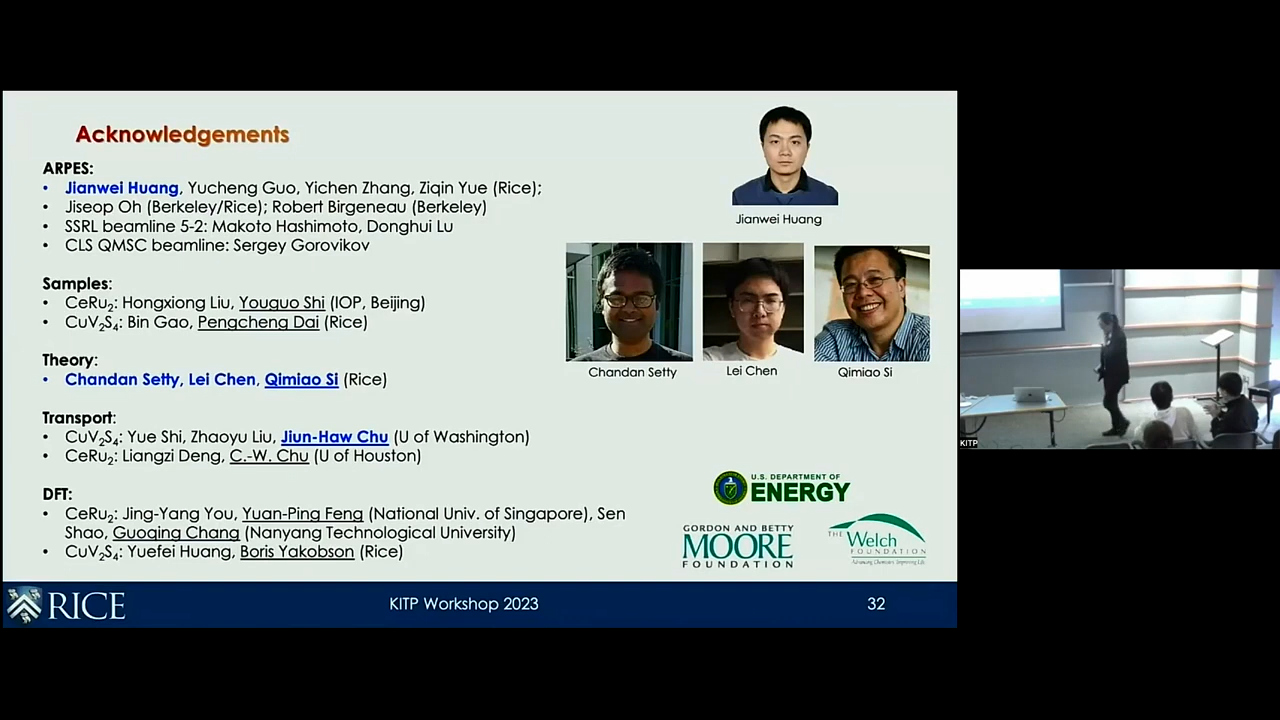 Acknowledgements
ARPES:
• Jianwei Huang, Yucheng Guo, Yichen Zhang, Ziqin Yue (Rice);
• Jiseop Oh (Berkeley/Rice); Robert Birgeneau (Berkeley)
• SSRL beamline 5-2: Makoto Hashimoto, Donghui Lu
• CLS QMSC beamline: Sergey Gorovikov
Samples:
• CeRu₂: Hongxiong Liu, Youguo Shi (IOP, Beijing)
• CuV₂S₄: Bin Gao, Pengcheng Dai (Rice)
Theory:
• Chandan Setty, Lei Chen, Qimiao Si (Rice)
Transport:
• CuV₂S₄: Yue Shi, Zhaoyu Liu, Jiun-Haw Chu (U of Washington)
• CeRu₂: Liangzi Deng, C.-W. Chu (U of Houston)
DFT:
• CeRu₂: Jing-Yang You, Yuan-Ping Feng (National Univ. of Singapore), Sen
Shao, Guoqing Chang (Nanyang Technological University)
• CuV₂S₄: Yuefei Huang, Boris Yakobson (Rice)
Jianwei Huang
Chandan Setty
Lei Chen
Qimiao Si
U.S. DEPARTMENT OF
ENERGY
GORDON AND BETTY
MOORE
FOUNDATION
THE Welch
FOUNDATION
Advancing Chemistry. Improving Life.
RICE
KITP Workshop 2023
32
KITP